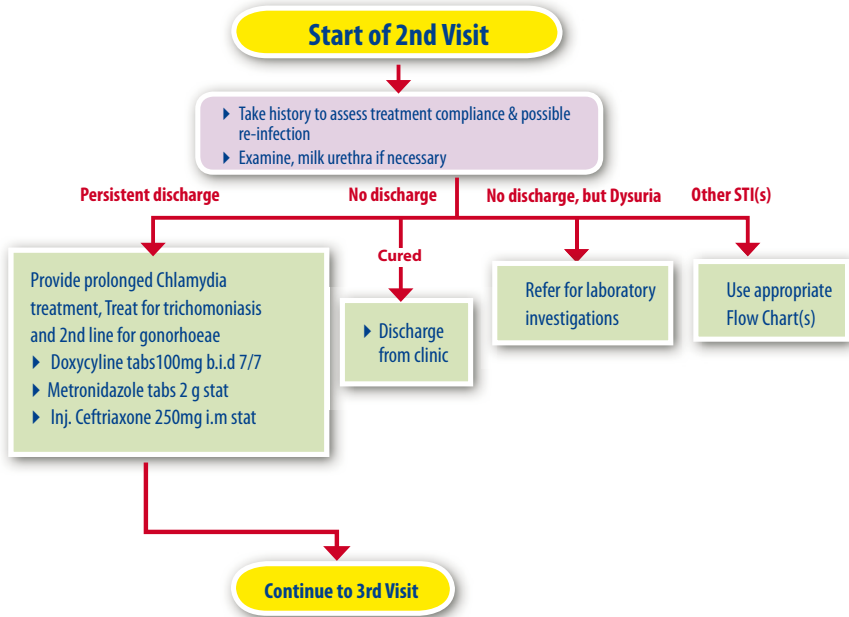 Start of 2nd Visit
▶ Take history to assess treatment compliance & possible
re-infection
▶ Examine, milk urethra if necessary
Persistent discharge
No discharge
No discharge, but Dysuria
Other STI(s)
Cured
Provide prolonged Chlamydia
treatment, Treat for trichomoniasis
and 2nd line for gonorhoeae
▶ Doxycyline tabs100mg b.i.d 7/7
▶ Metronidazole tabs 2 g stat
▶ Inj. Ceftriaxone 250mg i.m stat
▶ Discharge
from clinic
Refer for laboratory
investigations
Use appropriate
Flow Chart(s)
Continue to 3rd Visit